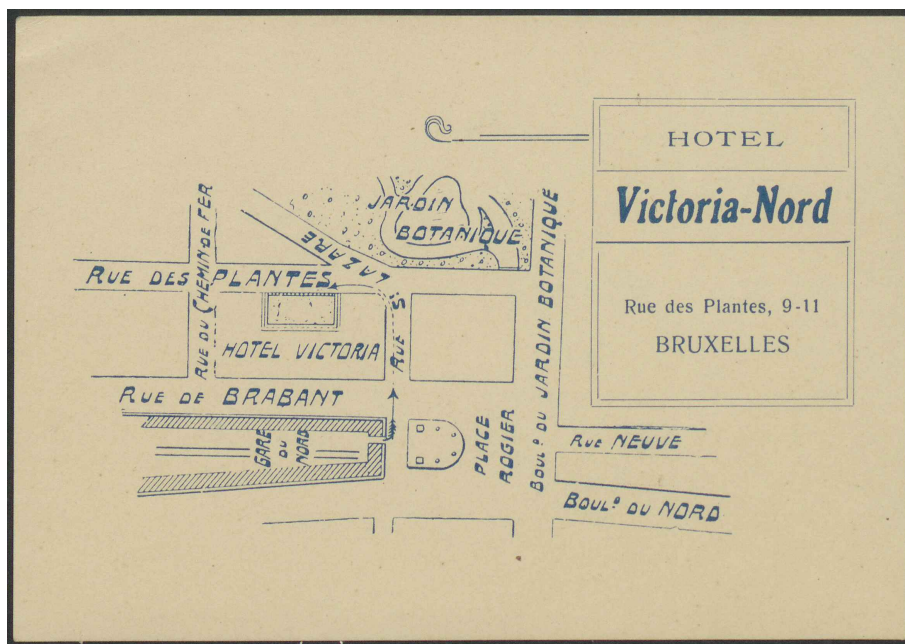 HOTEL
Victoria-Nord
Rue des Plantes, 9-11
BRUXELLES
JARDIN
BOTANIQUE
RUE DU CHEMIN DE FER
RUE S. LAZARE
BOULD. DU JARDIN BOTANIQUE
RUE DES PLANTES
HOTEL VICTORIA
RUE DE BRABANT
GARE
DU
NORD
PLACE
ROGIER
RUE NEUVE
BOULD. DU NORD